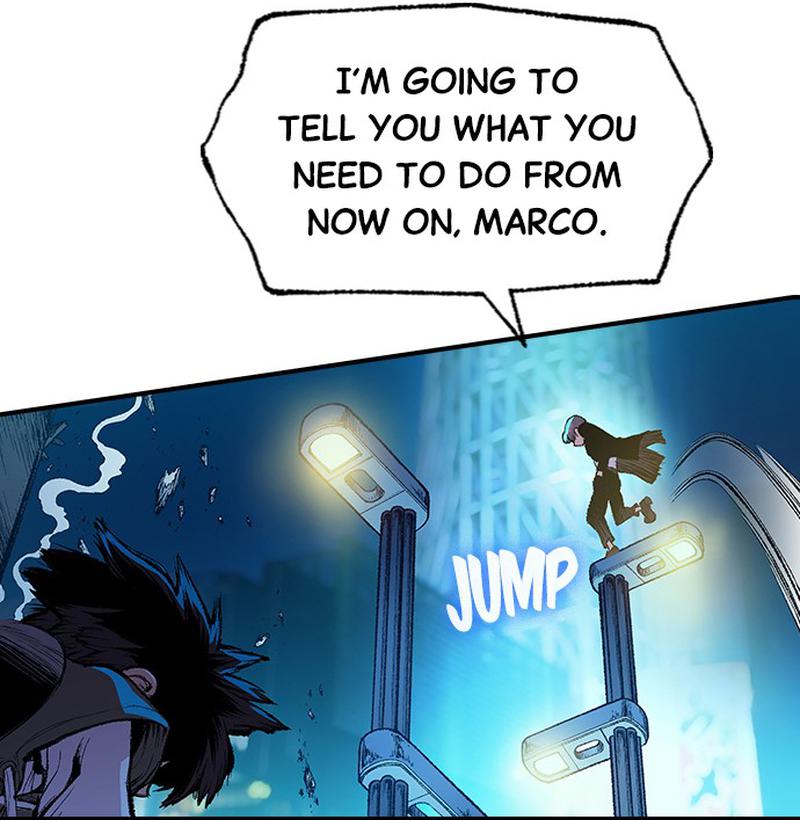 I'M GOING TO
TELL YOU WHAT YOU
NEED TO DO FROM
NOW ON, MARCO.
JUMP